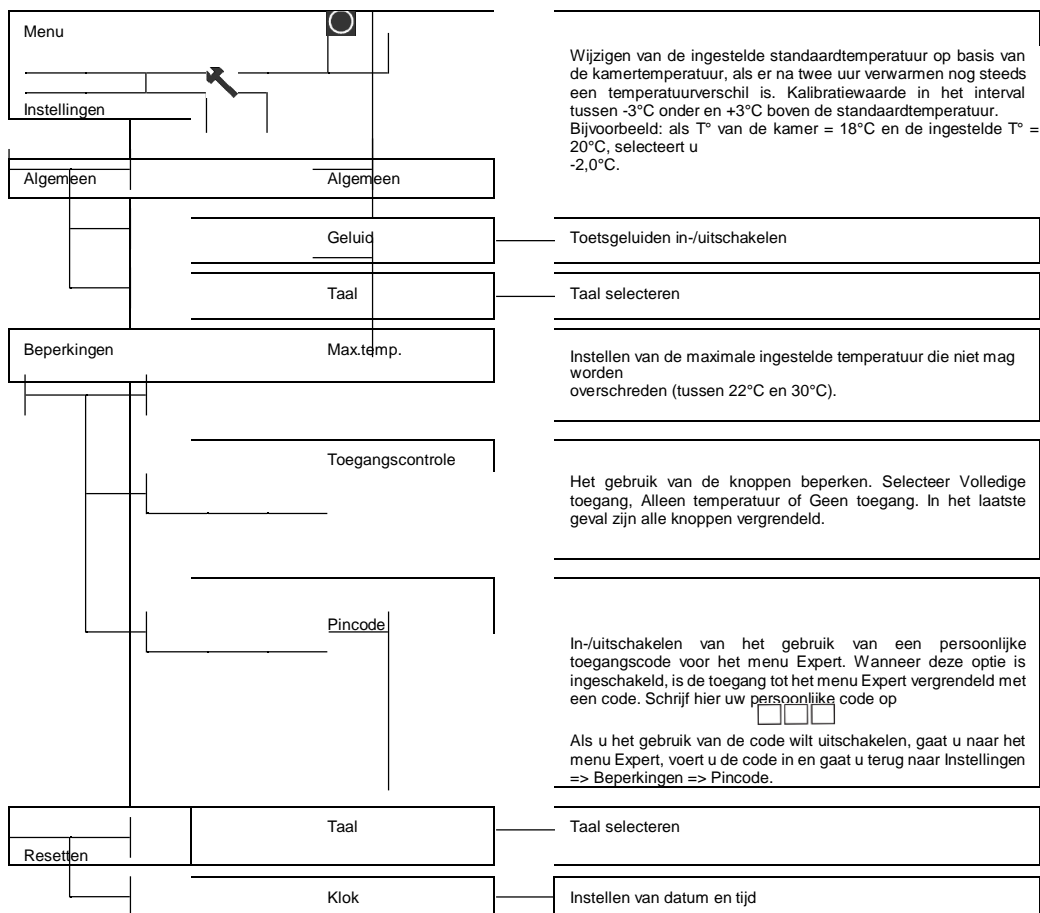 Menu
Wijzigen van de ingestelde standaardtemperatuur op basis van
de kamertemperatuur, als er na twee uur verwarmen nog steeds
een temperatuurverschil is. Kalibratiewaarde in het interval
tussen -3°C onder en +3°C boven de standaardtemperatuur.
Bijvoorbeeld: als T° van de kamer = 18°C en de ingestelde T° =
20°C, selecteert u
-2,0°C.
Instellingen
Algemeen
Algemeen
Geluid
Toetsgeluiden in-/uitschakelen
Taal
Taal selecteren
Beperkingen
Max.temp.
Instellen van de maximale ingestelde temperatuur die niet mag
worden
overschreden (tussen 22°C en 30°C).
Toegangscontrole
Het gebruik van de knoppen beperken. Selecteer Volledige
toegang, Alleen temperatuur of Geen toegang. In het laatste
geval zijn alle knoppen vergrendeld.
Pincode
In-/uitschakelen van het gebruik van een persoonlijke
toegangscode voor het menu Expert. Wanneer deze optie is
ingeschakeld, is de toegang tot het menu Expert vergrendeld met
een code. Schrijf hier uw persoonlijke code op
Als u het gebruik van de code wilt uitschakelen, gaat u naar het
menu Expert, voert u de code in en gaat u terug naar Instellingen
=> Beperkingen => Pincode.
Resetten
Taal
Taal selecteren
Klok
Instellen van datum en tijd